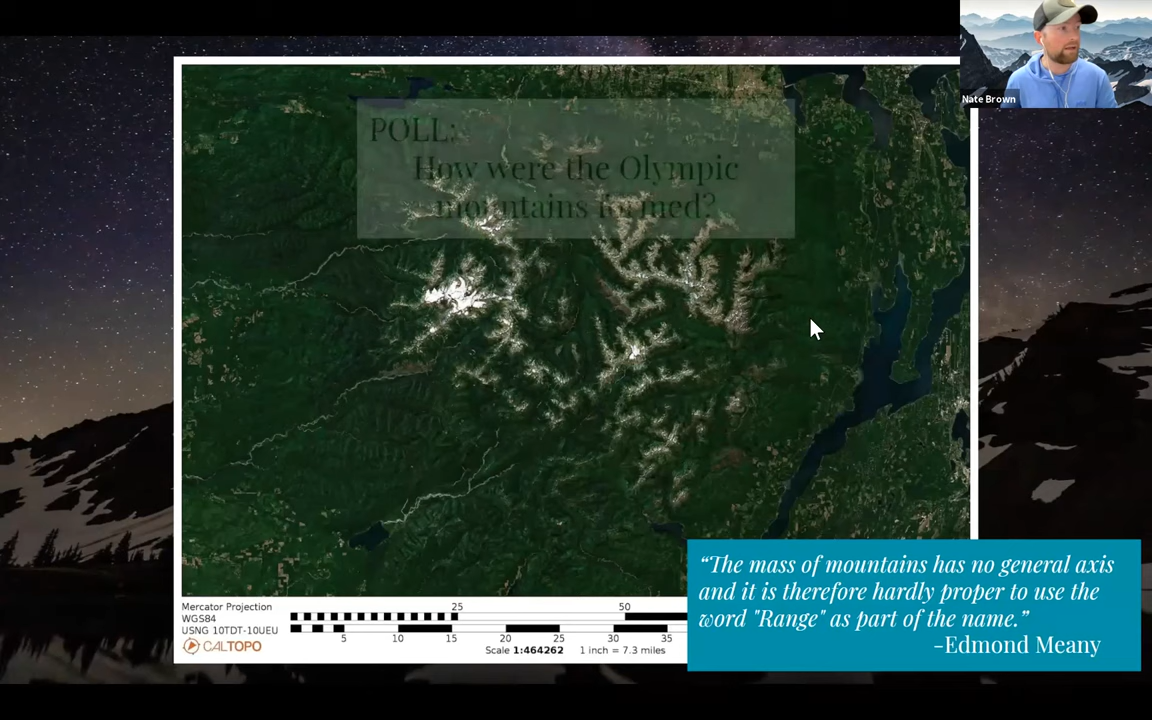 Nate Brown
POLL:
How were the Olympic
mountains formed?
“The mass of mountains has no general axis
and it is therefore hardly proper to use the
word "Range" as part of the name.”
-Edmond Meany
Mercator Projection
WGS84
USNG 10TDT-10UEU
CALTOPO
25 50
5 10 15 20 25 30 35
Scale 1:464262 1 inch = 7.3 miles